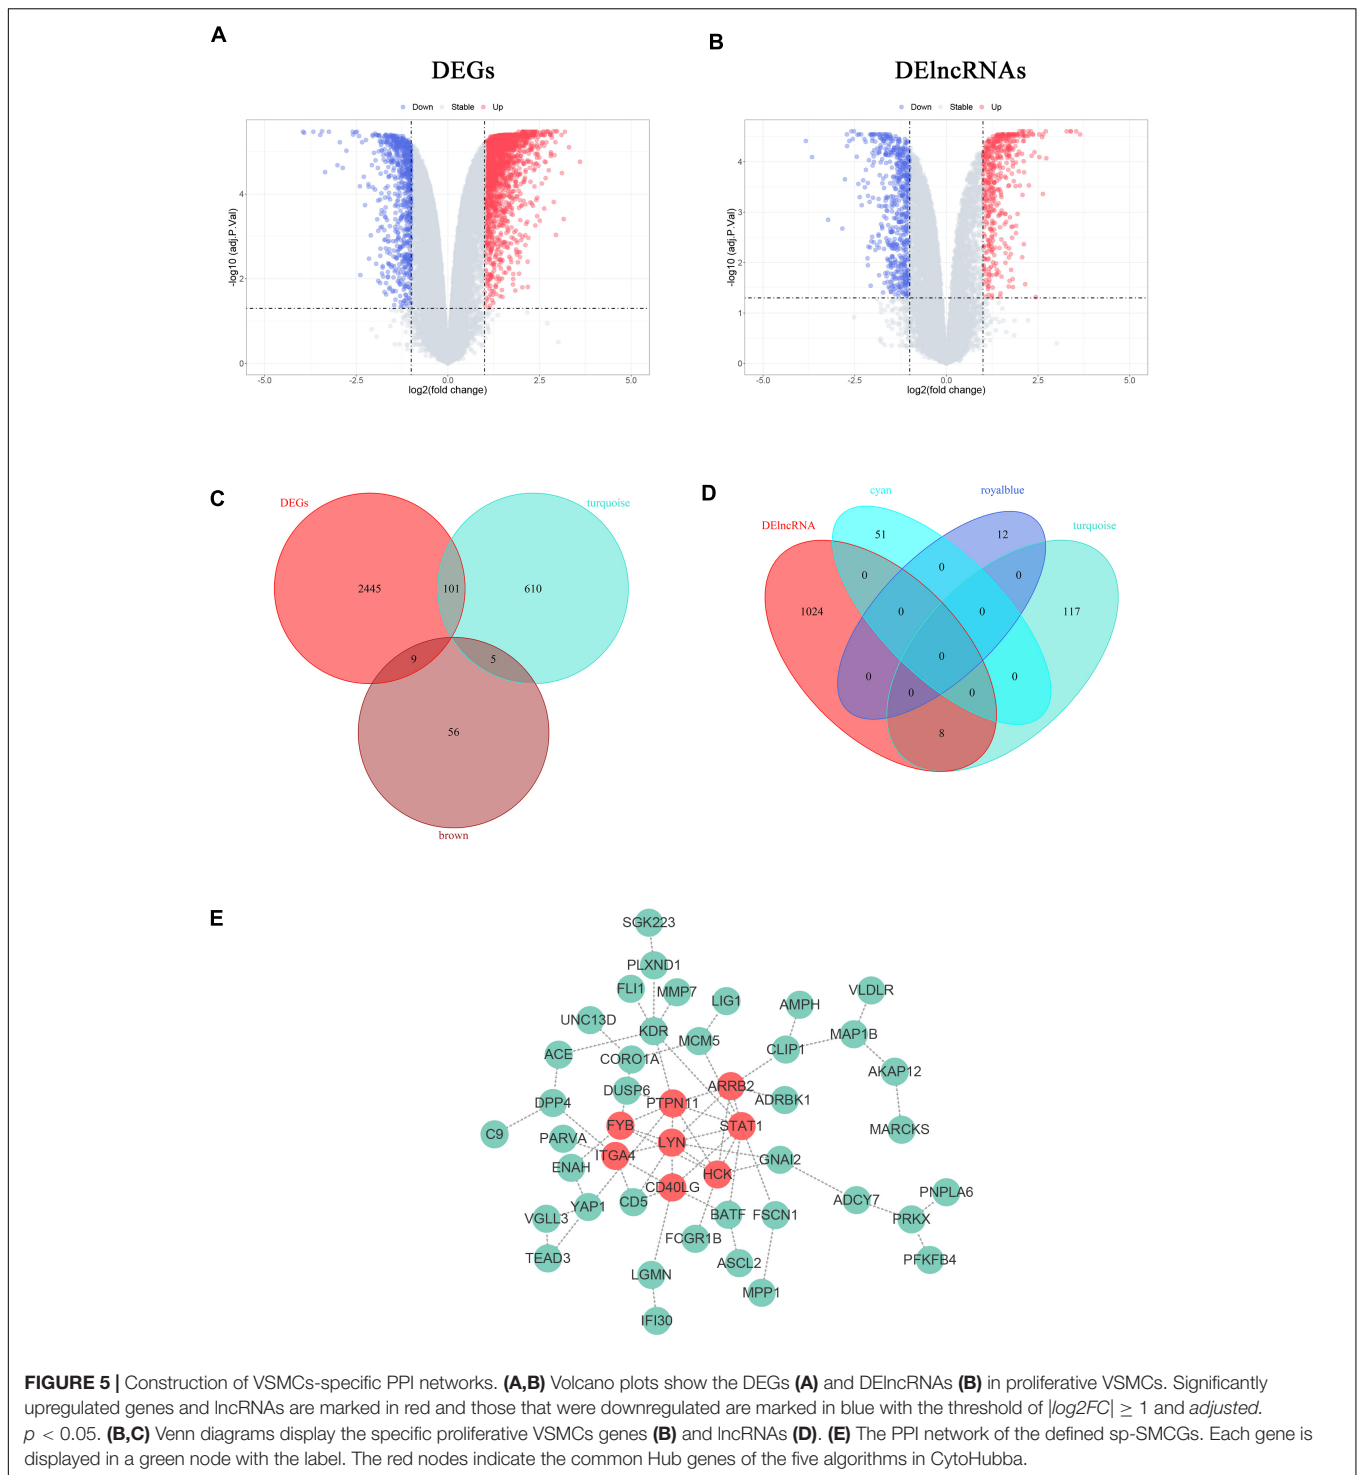 A
DEGs
Down Stable Up
-log10 (adj.P.Val)
4
2
0
-5.0 -2.5 0.0 2.5 5.0
log2(fold change)
B
DElncRNAs
Down Stable Up
-log10 (adj.P.Val)
4
3
2
1
0
-5.0 -2.5 0.0 2.5 5.0
log2(fold change)
C
DEGs
turquoise
2445 101 610
9 5
56
brown
D
cyan royalblue
DElncRNA turquoise
51 12
0
0 0
1024 0 0 117
0
0 0
0 0
8
E
SGK223
PLXND1
FLI1 MMP7
LIG1
AMPH
VLDLR
UNC13D
KDR
MCM5
MAP1B
ACE
CORO1A
CLIP1
AKAP12
DUSP6
ARRB2
DPP4
PTPN11
ADRBK1
C9
FYB
STAT1
MARCKS
PARVA
LYN
ITGA4
ENAH
GNAI2
HCK
CD40LG
CD5
YAP1
ADCY7
PNPLA6
VGLL3
BATF FSCN1
PRKX
FCGR1B
TEAD3
ASCL2
PFKFB4
LGMN
MPP1
IFI30
FIGURE 5 | Construction of VSMCs-specific PPI networks. (A,B) Volcano plots show the DEGs (A) and DElncRNAs (B) in proliferative VSMCs. Significantly
upregulated genes and lncRNAs are marked in red and those that were downregulated are marked in blue with the threshold of |log2FC| ≥ 1 and adjusted.
p < 0.05. (B,C) Venn diagrams display the specific proliferative VSMCs genes (B) and lncRNAs (D). (E) The PPI network of the defined sp-SMCGs. Each gene is
displayed in a green node with the label. The red nodes indicate the common Hub genes of the five algorithms in CytoHubba.